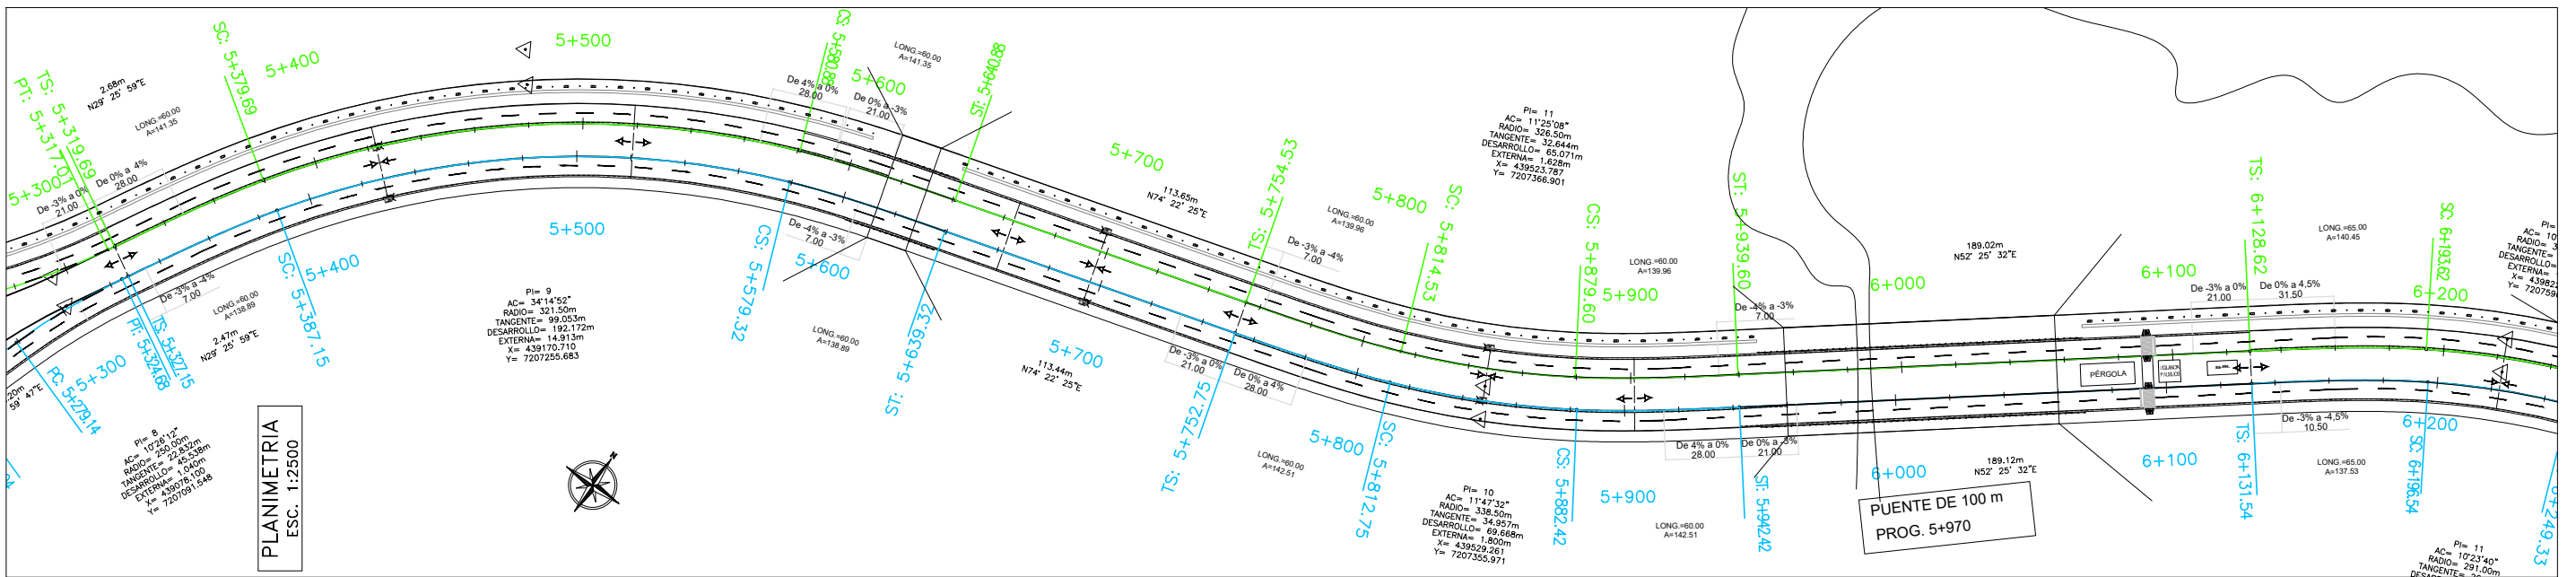 PT: 5+317.01
TS: 5+319.69
2.68m
N29° 25' 59"E
LONG.=60.00
A=141.35
SC: 5+379.69
5+300
5+400
5+500
De -3% a 0%
21.00
De 0% a 4%
28.00
De 4% a 0%
28.00
De 0% a -3%
21.00
5+600
LONG.=60.00
A=141.35
ST: 5+640.88
5+700
113.65m
N74° 22' 25"E
TS: 5+754.53
LONG.=60.00
A=139.96
De -3% a -4%
7.00
5+800
SC: 5+814.53
PI= 11
AC= 11°25'08"
RADIO= 326.50m
TANGENTE= 32.644m
DESARROLLO= 65.071m
EXTERNA= 1.628m
X= 439523.787
Y= 7207366.901
CS: 5+879.60
LONG.=60.00
A=139.96
5+900
ST: 5+939.60
De -4% a -3%
7.00
6+000
189.02m
N52° 25' 32"E
6+100
De -3% a 0%
21.00
De 0% a 4,5%
31.50
TS: 6+128.62
LONG.=65.00
A=140.45
SC: 6+193.62
6+200
PÉRGOLA
PC: 5+279.14
5+300
PT: 5+324.68
TS: 5+327.15
2.47m
N29° 25' 59"E
De -3% a -4%
7.00
LONG.=60.00
A=138.89
SC: 5+387.15
5+400
5+500
PI= 8
AC= 10°26'12"
RADIO= 250.00m
TANGENTE= 22.832m
DESARROLLO= 45.538m
EXTERNA= 1.040m
X= 439078.100
Y= 7207091.548
PLANIMETRIA
ESC. 1:2500
N
PI= 9
AC= 34°14'52"
RADIO= 321.50m
TANGENTE= 99.053m
DESARROLLO= 192.172m
EXTERNA= 14.913m
X= 439170.710
Y= 7207255.683
CS: 5+579.32
De -4% a -3%
7.00
5+600
LONG.=60.00
A=138.89
ST: 5+639.32
5+700
113.44m
N74° 22' 25"E
TS: 5+752.75
De -3% a 0%
21.00
De 0% a 4%
28.00
LONG.=60.00
A=142.51
5+800
SC: 5+812.75
PI= 10
AC= 11°47'32"
RADIO= 338.50m
TANGENTE= 34.957m
DESARROLLO= 69.668m
EXTERNA= 1.800m
X= 439529.261
Y= 7207355.971
CS: 5+882.42
5+900
LONG.=60.00
A=142.51
De 4% a 0%
28.00
De 0% a -3%
21.00
ST: 5+942.42
6+000
PUENTE DE 100 m
PROG. 5+970
189.12m
N52° 25' 32"E
6+100
TS: 6+131.54
De -3% a -4,5%
10.50
LONG.=65.00
A=137.53
6+200
SC: 6+196.54
6+249.33
PI= 11
AC= 10°23'40"
RADIO= 291.00m